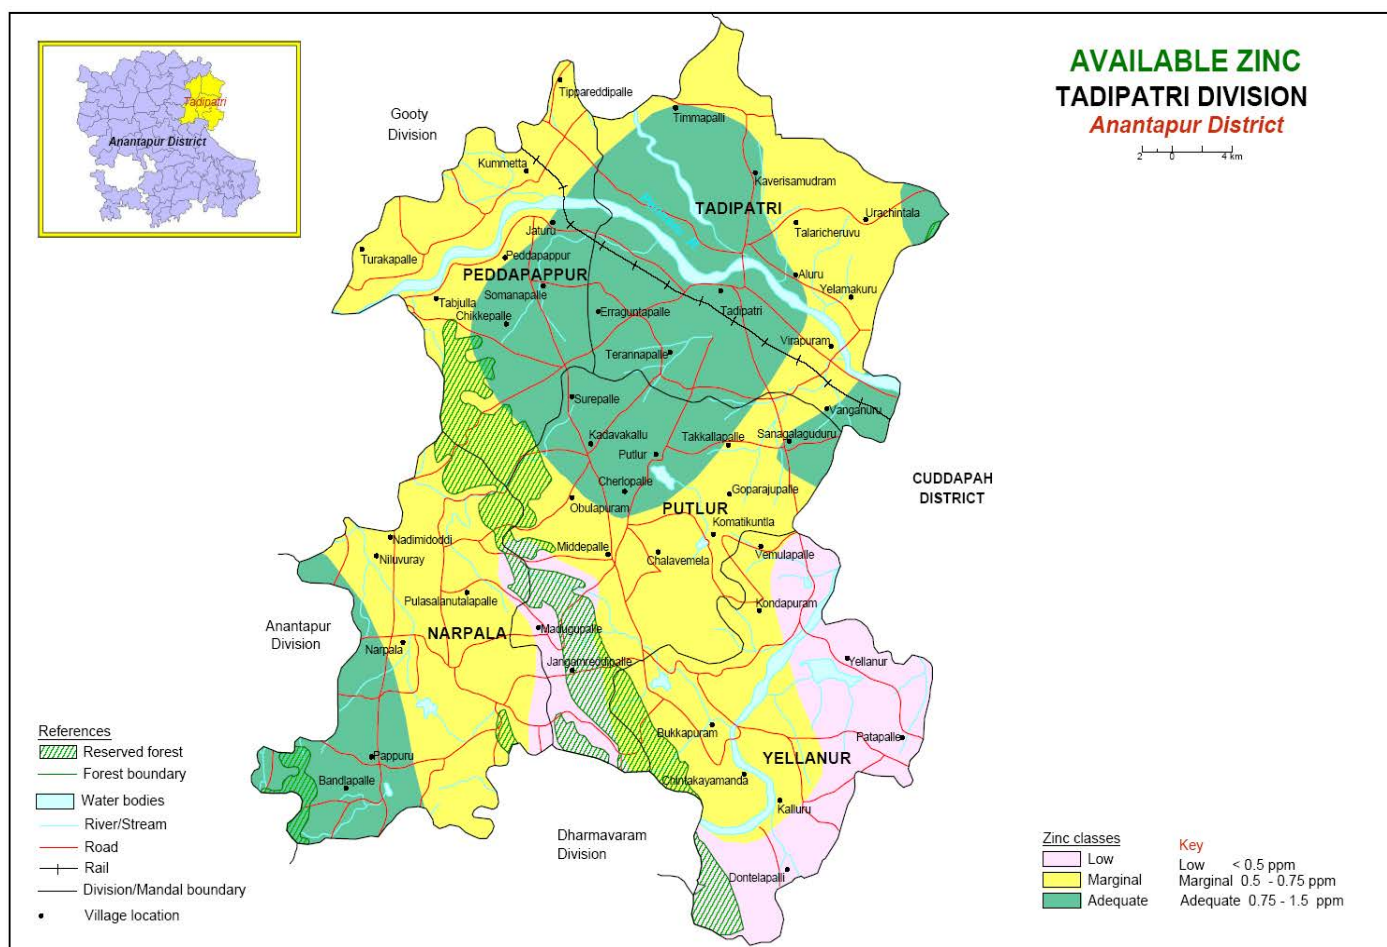 AVAILABLE ZINC
TADIPATRI DIVISION
Anantapur District
2 0 4 km
Tadipatri
Anantapur District
Gooty
Division
Tippareddipalle
Timmapalli
Kummetta
Kaverisamudram
TADIPATRI
Urachintala
Jaturu
Talaricheruvu
Turakapalle
Peddapappur
PEDDAPAPPUR
Aluru
Somanapalle
Yelamakuru
Tabjulla
Chikkepalle
Erraguntapalle
Tadipatri
Virapuram
Terannapalle
Surepalle
Vanganuru
Kadavakallu
Takkallapalle
Sanagalaguduru
Putlur
CUDDAPAH
DISTRICT
Cherlopalle
Goparajupalle
Obulapuram
PUTLUR
Komatikuntla
Nadimidoddi
Niluvuray
Middepalle
Chalavemela
Vemulapalle
Pulasalanutalapalle
Kondapuram
Anantapur
Division
NARPALA
Madugupalle
Narpala
Jangamreddipalle
Yellanur
Bukkapuram
Patapalle
YELLANUR
Pappuru
Bandlapalle
Chintakayamanda
Kalluru
Dharmavaram
Division
Dontelapalli
References
Reserved forest
Forest boundary
Water bodies
River/Stream
Road
Rail
Division/Mandal boundary
Village location
Zinc classes
Low
Marginal
Adequate
Key
Low < 0.5 ppm
Marginal 0.5 - 0.75 ppm
Adequate 0.75 - 1.5 ppm